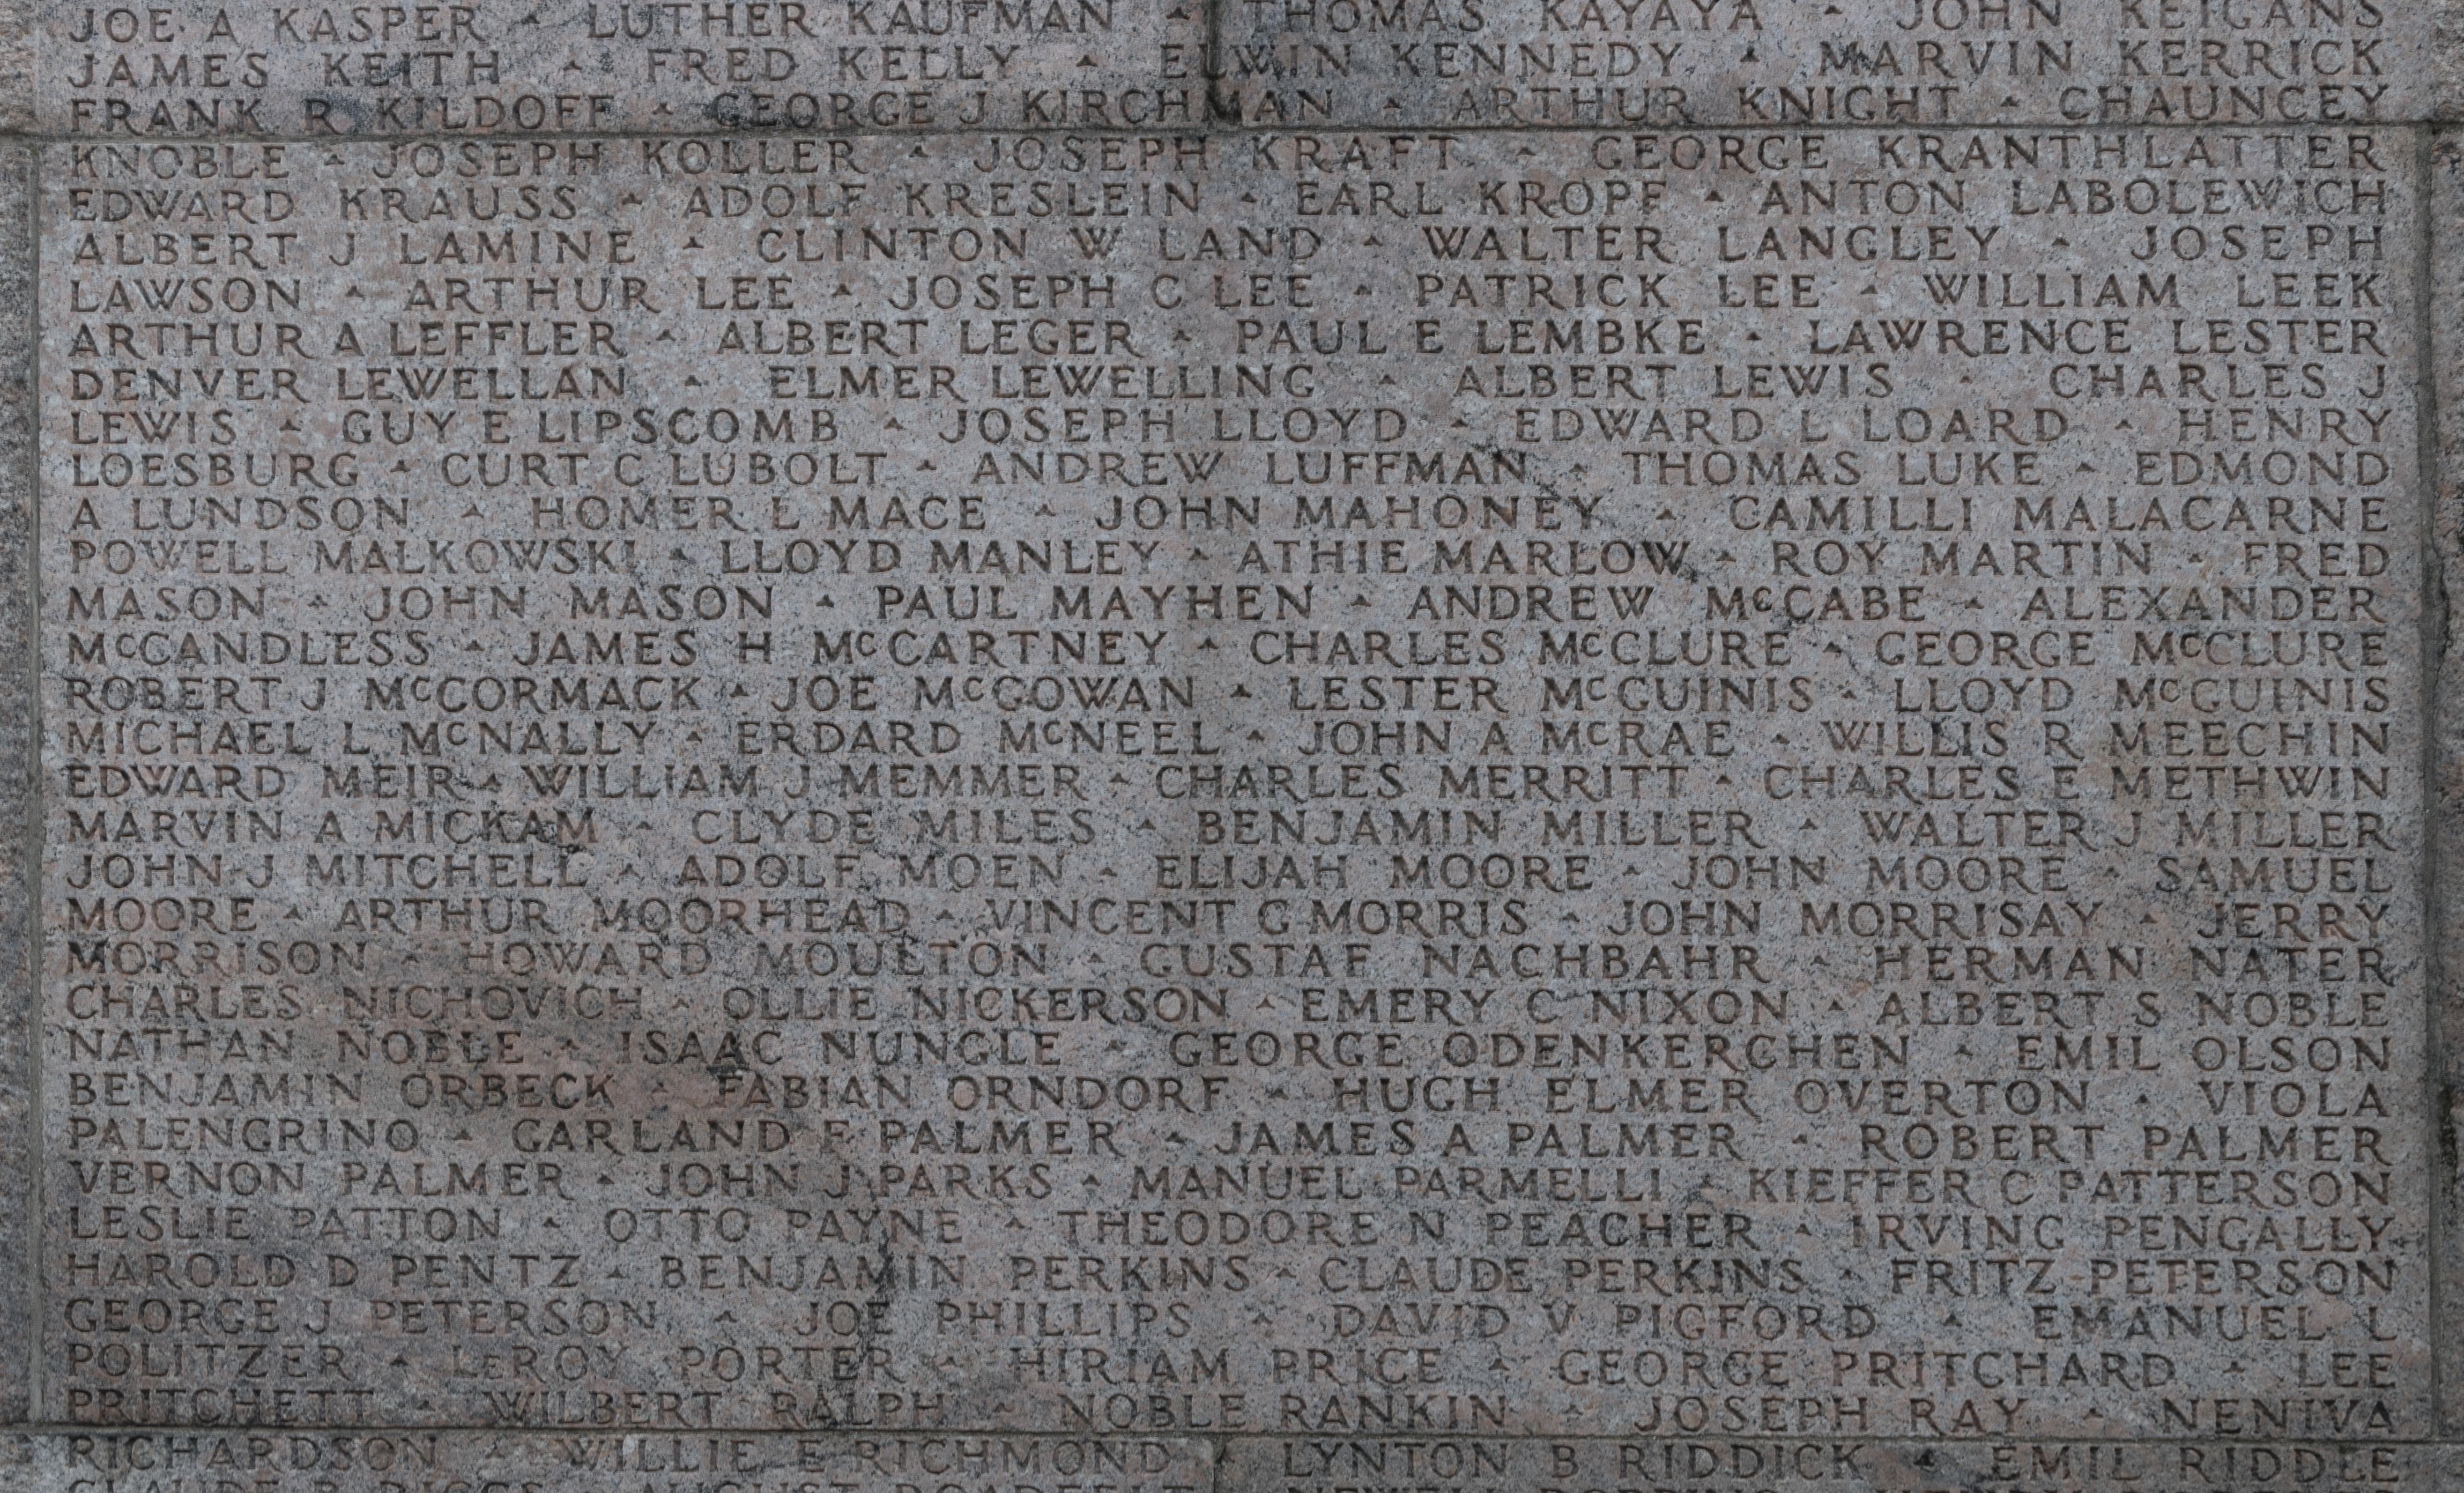 JOE A KASPER ▴ LUTHER KAUFMAN ▴ THOMAS KAYAYA ▴ JOHN KEIGANS
JAMES KEITH ▴ FRED KELLY ▴ ELWIN KENNEDY ▴ MARVIN KERRICK
FRANK R KILDOFF ▴ GEORGE J KIRCHMAN ▴ ARTHUR KNIGHT ▴ CHAUNCEY
KNOBLE ▴ JOSEPH KOLLER ▴ JOSEPH KRAFT ▴ GEORGE KRANTHLATTER
EDWARD KRAUSS ▴ ADOLF KRESLEIN ▴ EARL KROPF ▴ ANTON LABOLEWICH
ALBERT J LAMINE ▴ CLINTON W LAND ▴ WALTER LANGLEY ▴ JOSEPH
LAWSON ▴ ARTHUR LEE ▴ JOSEPH C LEE ▴ PATRICK LEE ▴ WILLIAM LEEK
ARTHUR A LEFFLER ▴ ALBERT LEGER ▴ PAUL E LEMBKE ▴ LAWRENCE LESTER
DENVER LEWELLAN ▴ ELMER LEWELLING ▴ ALBERT LEWIS ▴ CHARLES J
LEWIS ▴ GUY E LIPSCOMB ▴ JOSEPH LLOYD ▴ EDWARD L LOARD ▴ HENRY
LOESBURG ▴ CURT C LUBOLT ▴ ANDREW LUFFMAN ▴ THOMAS LUKE ▴ EDMOND
A LUNDSON ▴ HOMER L MACE ▴ JOHN MAHONEY ▴ CAMILLI MALACARNE
POWELL MALKOWSKI ▴ LLOYD MANLEY ▴ ATHIE MARLOW ▴ ROY MARTIN ▴ FRED
MASON ▴ JOHN MASON ▴ PAUL MAYHEN ▴ ANDREW McCABE ▴ ALEXANDER
McCANDLESS ▴ JAMES H McCARTNEY ▴ CHARLES McCLURE ▴ GEORGE McCLURE
ROBERT J McCORMACK ▴ JOE McGOWAN ▴ LESTER McGUINIS ▴ LLOYD McGUINIS
MICHAEL L McNALLY ▴ ERDARD McNEEL ▴ JOHN A McRAE ▴ WILLIS R MEECHIN
EDWARD MEIR ▴ WILLIAM J MEMMER ▴ CHARLES MERRITT ▴ CHARLES E METHWIN
MARVIN A MICKAM ▴ CLYDE MILES ▴ BENJAMIN MILLER ▴ WALTER J MILLER
JOHN J MITCHELL ▴ ADOLF MOEN ▴ ELIJAH MOORE ▴ JOHN MOORE ▴ SAMUEL
MOORE ▴ ARTHUR MOORHEAD ▴ VINCENT G MORRIS ▴ JOHN MORRISAY ▴ JERRY
MORRISON ▴ HOWARD MOULTON ▴ GUSTAF NACHBAHR ▴ HERMAN NATER
CHARLES NICHOVICH ▴ OLLIE NICKERSON ▴ EMERY C NIXON ▴ ALBERT S NOBLE
NATHAN NOBLE ▴ ISAAC NUNGLE ▴ GEORGE ODENKERCHEN ▴ EMIL OLSON
BENJAMIN ORBECK ▴ FABIAN ORNDORF ▴ HUGH ELMER OVERTON ▴ VIOLA
PALENGRINO ▴ GARLAND F PALMER ▴ JAMES A PALMER ▴ ROBERT PALMER
VERNON PALMER ▴ JOHN J PARKS ▴ MANUEL PARMELLI ▴ KIEFFER C PATTERSON
LESLIE PATTON ▴ OTTO PAYNE ▴ THEODORE N PEACHER ▴ IRVING PENGALLY
HAROLD D PENTZ ▴ BENJAMIN PERKINS ▴ CLAUDE PERKINS ▴ FRITZ PETERSON
GEORGE J PETERSON ▴ JOE PHILLIPS ▴ DAVID V PIGFORD ▴ EMANUEL L
POLITZER ▴ LeROY PORTER ▴ HIRIAM PRICE ▴ GEORGE PRITCHARD ▴ LEE
PRITCHETT ▴ WILBERT RALPH ▴ NOBLE RANKIN ▴ JOSEPH RAY ▴ NENIVA
RICHARDSON ▴ WILLIE E RICHMOND ▴ LYNTON B RIDDICK ▴ EMIL RIDDLE